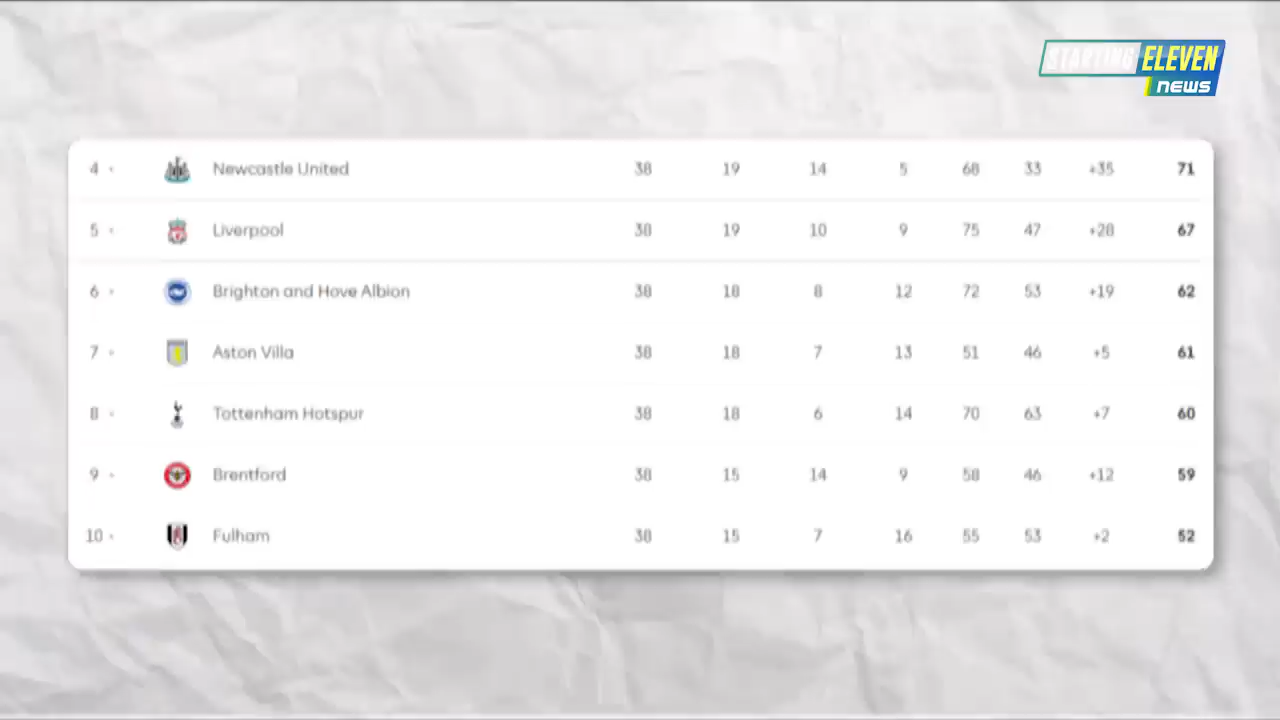 STARTING ELEVEN
news
4 Newcastle United 38 19 14 5 68 33 +35 71
5 Liverpool 38 19 10 9 75 47 +28 67
6 Brighton and Hove Albion 38 18 8 12 72 53 +19 62
7 Aston Villa 38 18 7 13 51 46 +5 61
8 Tottenham Hotspur 38 18 6 14 70 63 +7 60
9 Brentford 38 15 14 9 58 46 +12 59
10 Fulham 38 15 7 16 55 53 +2 52